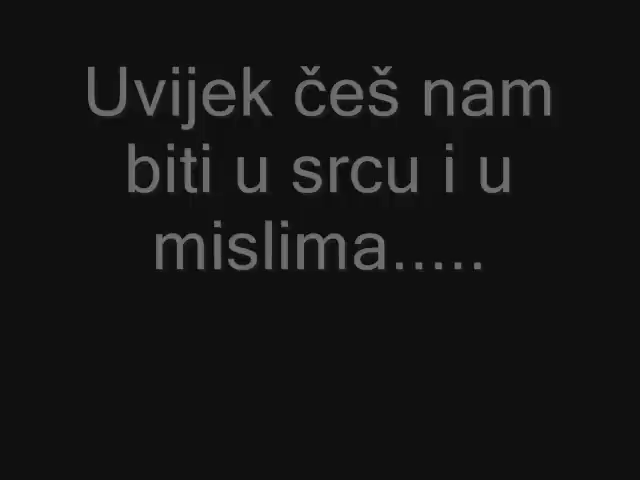 Uvijek češ nam
biti u srcu i u
mislima.....